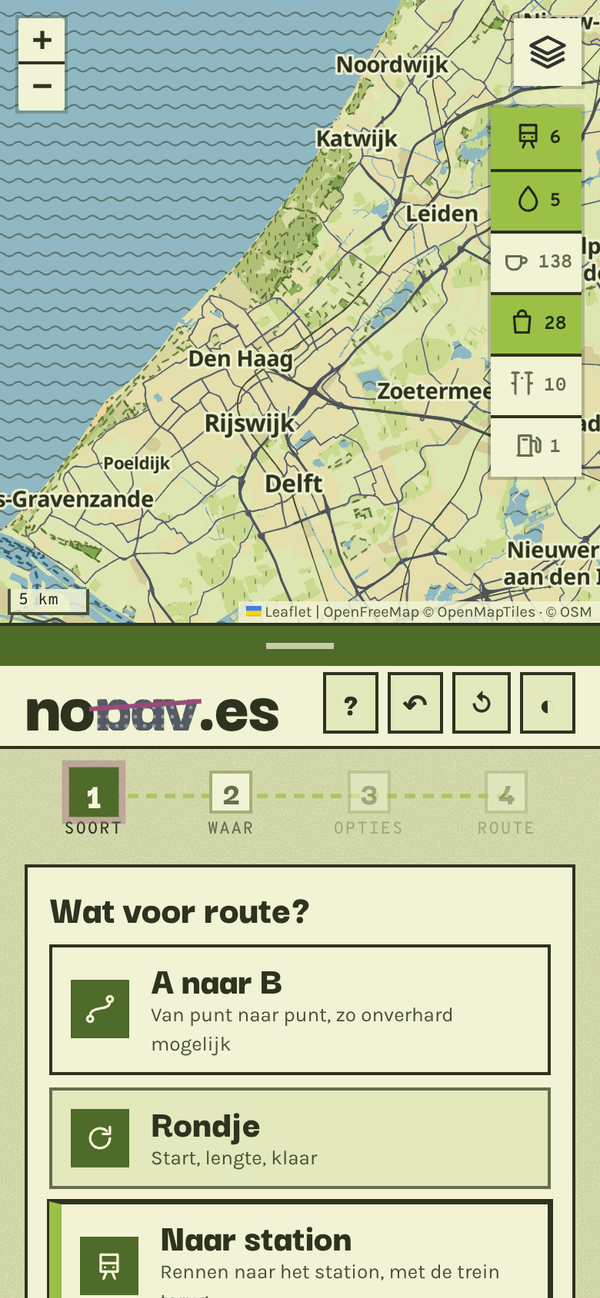 +
−
Noordwijk
Katwijk
Leiden
6
5
138
28
10
1
Den Haag
Zoetermee
Rijswijk
Poeldijk
Delft
s-Gravenzande
Nieuwer
aan den I
5 km
Leaflet | OpenFreeMap © OpenMapTiles · © OSM
nopav.es
?
1
2
3
4
SOORT
WAAR
OPTIES
ROUTE
Wat voor route?
A naar B
Van punt naar punt, zo onverhard
mogelijk
Rondje
Start, lengte, klaar
Naar station
Rennen naar het station, met de trein